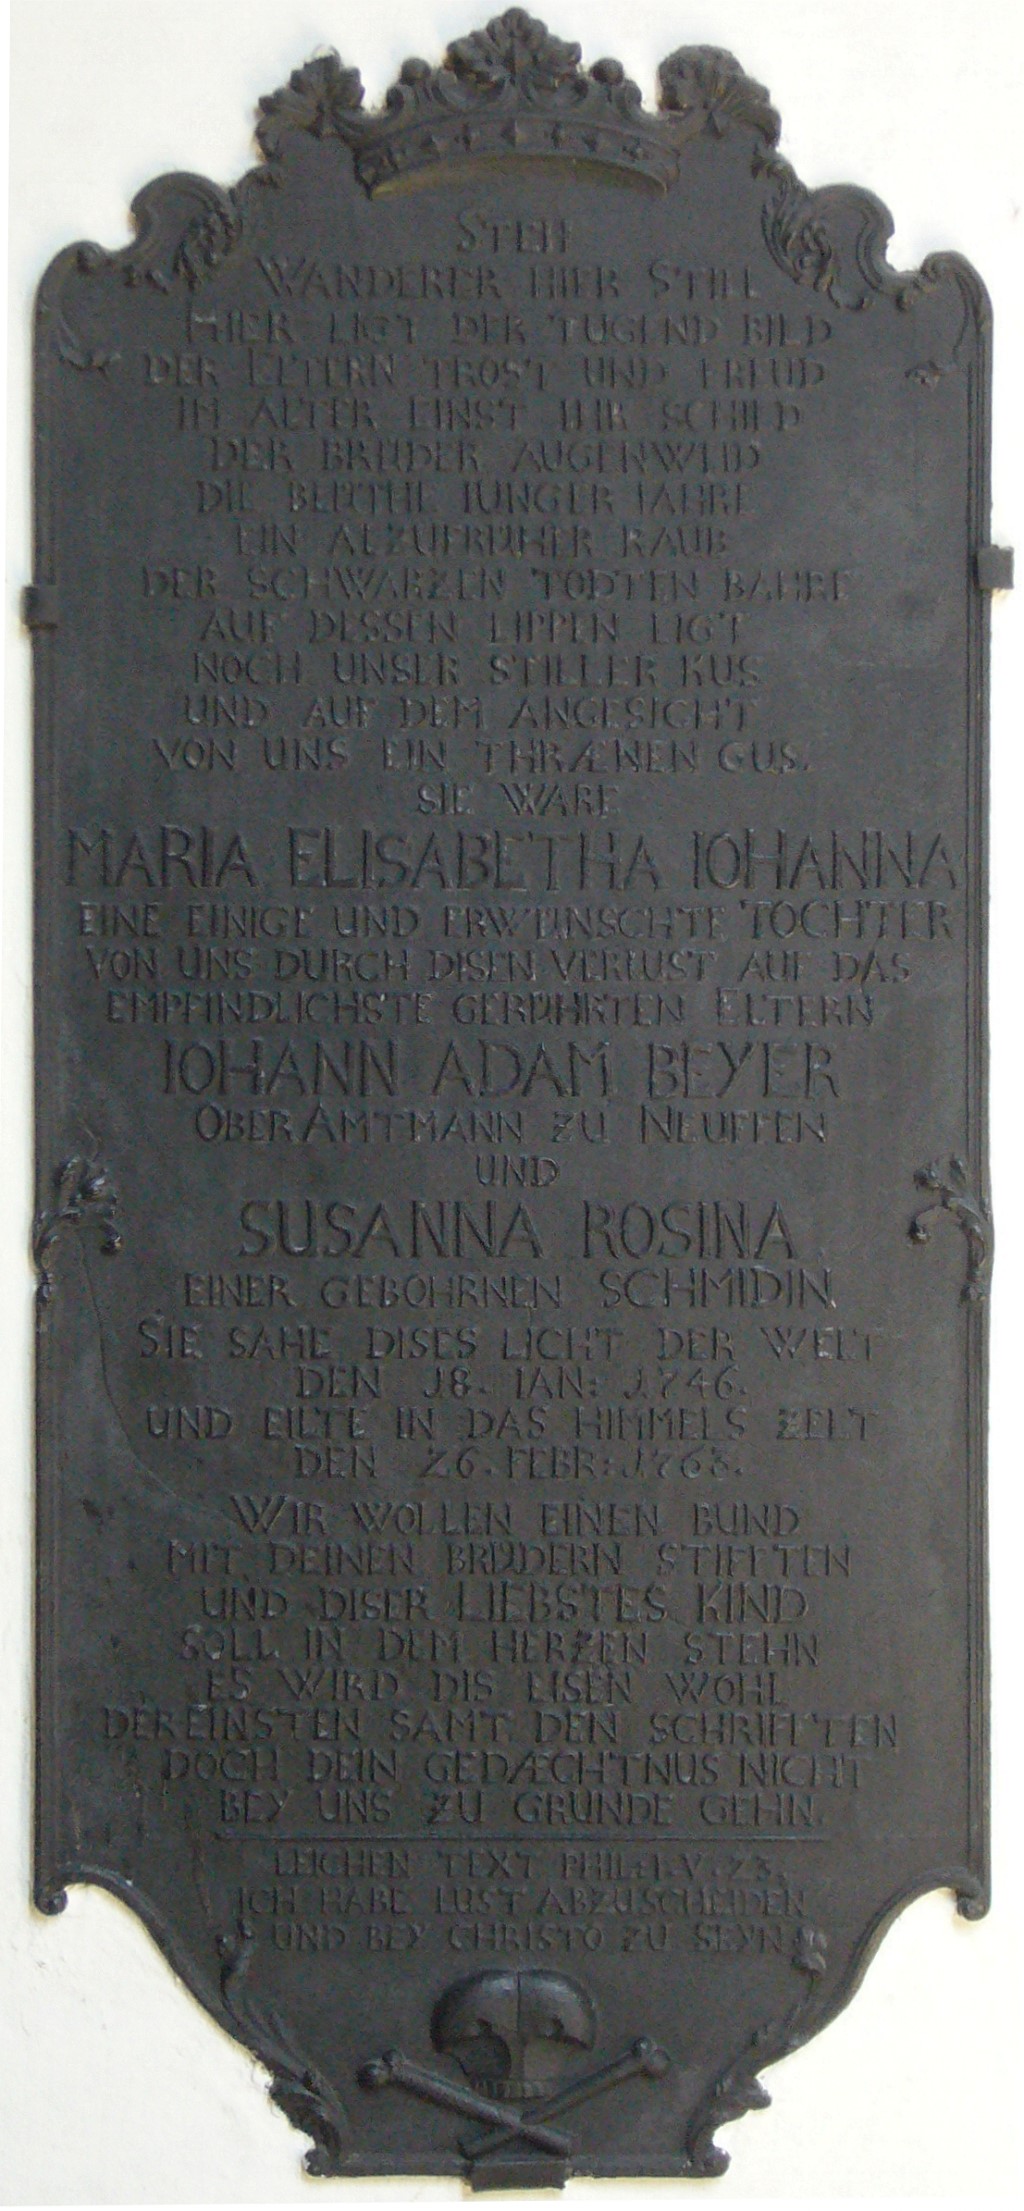 STEH
WANDERER HIER STILL
HIER LIGT DER TUGEND BILD
DER ELTERN TROST UND FREUD
IM ALTER EINST IHR SCHILD
DER BRÜDER AUGENWEID
DIE BLÜTHE IUNGER IAHRE
EIN ALZUFRÜHER RAUB
DER SCHWARZEN TODTEN BAHRE
AUF DESSEN LIPPEN LIGT
NOCH UNSER STILLER KUS
UND AUF DEM ANGESICHT
VON UNS EIN THRÆNEN GUS.
SIE WARE
MARIA ELISABETHA IOHANNA
EINE EINIGE UND ERWÜNSCHTE TOCHTER
VON UNS DURCH DISEN VERLUST AUF DAS
EMPFINDLICHSTE GERÜHRTEN ELTERN
IOHANN ADAM BEYER
OBER AMTMANN ZU NEUFFEN
UND
SUSANNA ROSINA
EINER GEBOHRNEN SCHMIDIN.
SIE SAHE DISES LICHT DER WELT
DEN 18. IAN: 1746.
UND EILTE IN DAS HIMMELS ZELT
DEN 26. FEBR: 1763.
WIR WOLLEN EINEN BUND
MIT DEINEN BRÜDERN STIFFTEN
UND DISER LIEBSTES KIND
SOLL IN DEM HERZEN STEHN
ES WIRD DIS EISEN WOHL
DEREINSTEN SAMT DEN SCHRIFFTEN
DOCH DEIN GEDÆCHTNUS NICHT
BEY UNS ZU GRUNDE GEHN.
LEICHEN TEXT PHIL: I. V. 23.
ICH HABE LUST ABZUSCHEIDEN
UND BEY CHRISTO ZU SEYN.